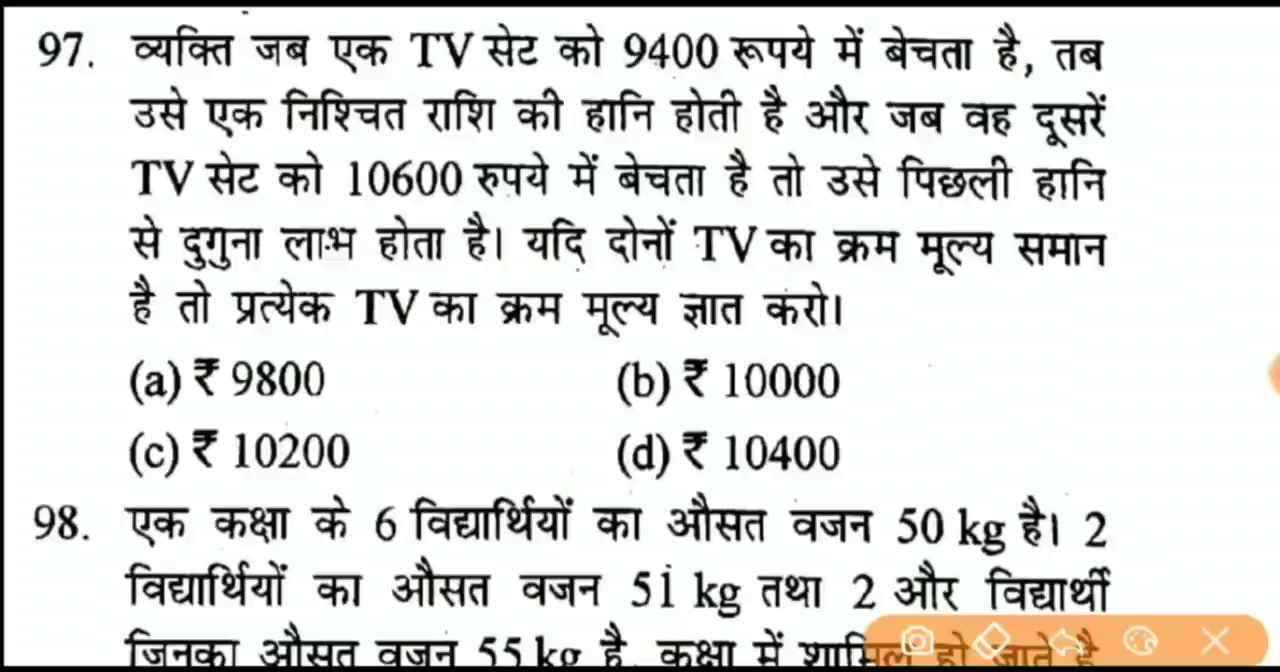 97. व्यक्ति जब एक TV सेट को 9400 रूपये में बेचता है, तब
उसे एक निश्चित राशि की हानि होती है और जब वह दूसरें
TV सेट को 10600 रुपये में बेचता है तो उसे पिछली हानि
से दुगुना लाभ होता है। यदि दोनों TV का क्रम मूल्य समान
है तो प्रत्येक TV का क्रम मूल्य ज्ञात करो।
(a) ₹ 9800 (b) ₹ 10000
(c) ₹ 10200 (d) ₹ 10400
98. एक कक्षा के 6 विद्यार्थियों का औसत वजन 50 kg है। 2
विद्यार्थियों का औसत वजन 51 kg तथा 2 और विद्यार्थी
जिनका औसत वजन 55 kg है, कक्षा में शामिल हो जाते है